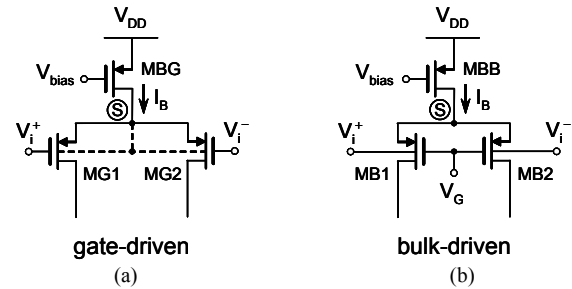 V_DD
V_bias
MBG
I_B
S
V_i^+
V_i^-
MG1
MG2
gate-driven
(a)
V_DD
V_bias
MBB
I_B
S
V_i^+
V_i^-
MB1
MB2
V_G
bulk-driven
(b)